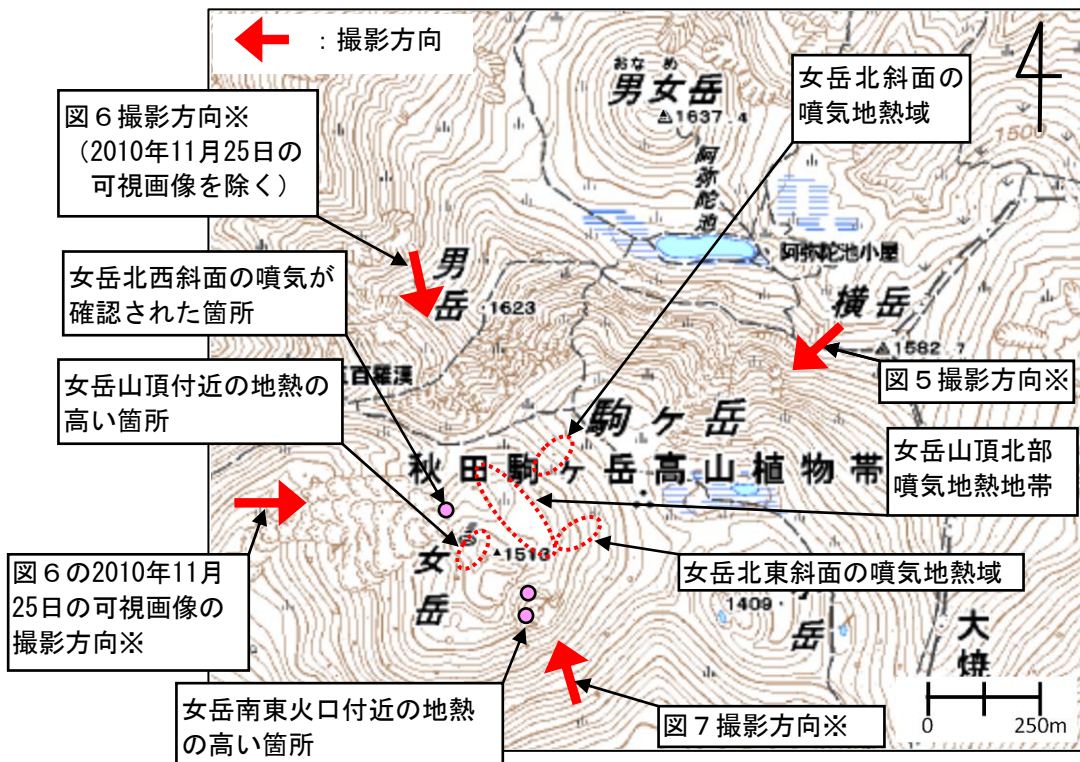 ：撮影方向
図６撮影方向※
（2010年11月25日の
可視画像を除く）
女岳北斜面の
噴気地熱域
おなめ
男女岳
1637.4
1500
阿弥陀池
阿弥陀池小屋
男岳
1623
横岳
1582.7
図５撮影方向※
女岳北西斜面の噴気が
確認された箇所
五百羅漢
女岳山頂付近の地熱の
高い箇所
駒ヶ岳
秋田駒ヶ岳高山植物帯
女岳山頂北部
噴気地熱地帯
1513
女岳
女岳北東斜面の噴気地熱域
図６の2010年11月
25日の可視画像の
撮影方向※
1409
岳
大焼
女岳南東火口付近の地熱
の高い箇所
図７撮影方向※
0 250m